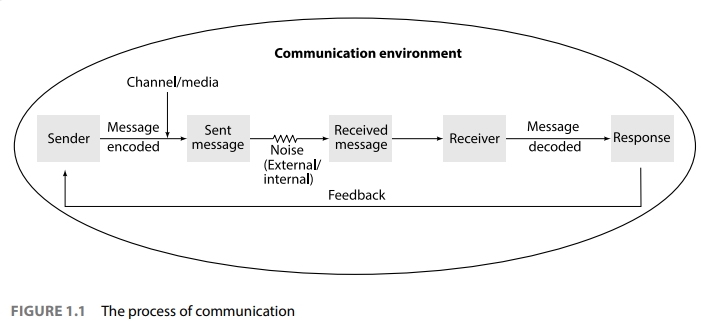 Communication environment
Channel/media
Sender
Message
encoded
Sent
message
Noise
(External/
internal)
Received
message
Receiver
Message
decoded
Response
Feedback
FIGURE 1.1 The process of communication